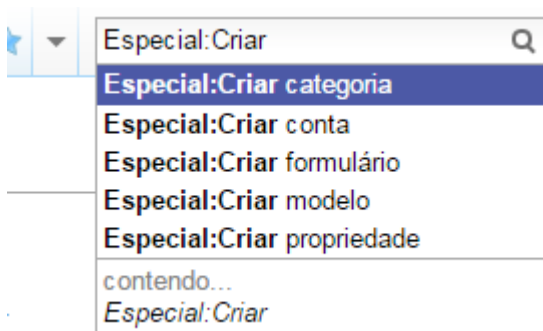 Especial:Criar
Especial:Criar categoria
Especial:Criar conta
Especial:Criar formulário
Especial:Criar modelo
Especial:Criar propriedade
contendo...
Especial:Criar